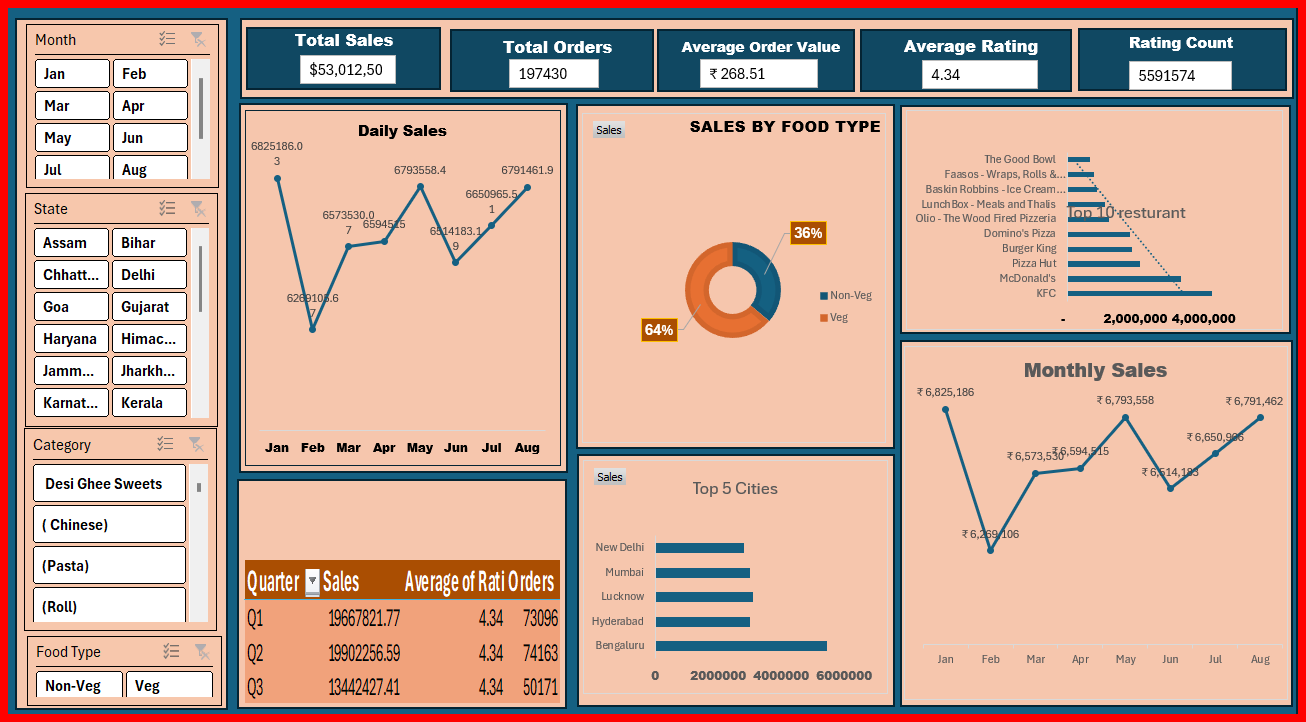 Month
Jan Feb
Mar Apr
May Jun
Jul Aug
State
Assam Bihar
Chhatt... Delhi
Goa Gujarat
Haryana Himac...
Jamm... Jharkh...
Karnat... Kerala
Category
Desi Ghee Sweets
( Chinese)
(Pasta)
(Roll)
Food Type
Non-Veg Veg
Total Sales
$53,012,50
Total Orders
197430
Average Order Value
₹ 268.51
Average Rating
4.34
Rating Count
5591574
Daily Sales
6825186.0
3
6269105.6
7
6573530.0
7
6594515
6793558.4
6514183.1
9
6650965.5
1
6791461.9
Jan Feb Mar Apr May Jun Jul Aug
Quarter Sales Average of Rati Orders
Q1 19667821.77 4.34 73096
Q2 19902256.59 4.34 74163
Q3 13442427.41 4.34 50171
Sales
SALES BY FOOD TYPE
36%
64%
Non-Veg
Veg
Sales
Top 5 Cities
New Delhi
Mumbai
Lucknow
Hyderabad
Bengaluru
0 2000000 4000000 6000000
Top 10 resturant
The Good Bowl
Faasos - Wraps, Rolls &...
Baskin Robbins - Ice Cream...
LunchBox - Meals and Thalis
Olio - The Wood Fired Pizzeria
Domino's Pizza
Burger King
Pizza Hut
McDonald's
KFC
- 2,000,000 4,000,000
Monthly Sales
₹ 6,825,186
₹ 6,269,106
₹ 6,573,530
₹ 6,594,515
₹ 6,793,558
₹ 6,514,183
₹ 6,650,966
₹ 6,791,462
Jan Feb Mar Apr May Jun Jul Aug